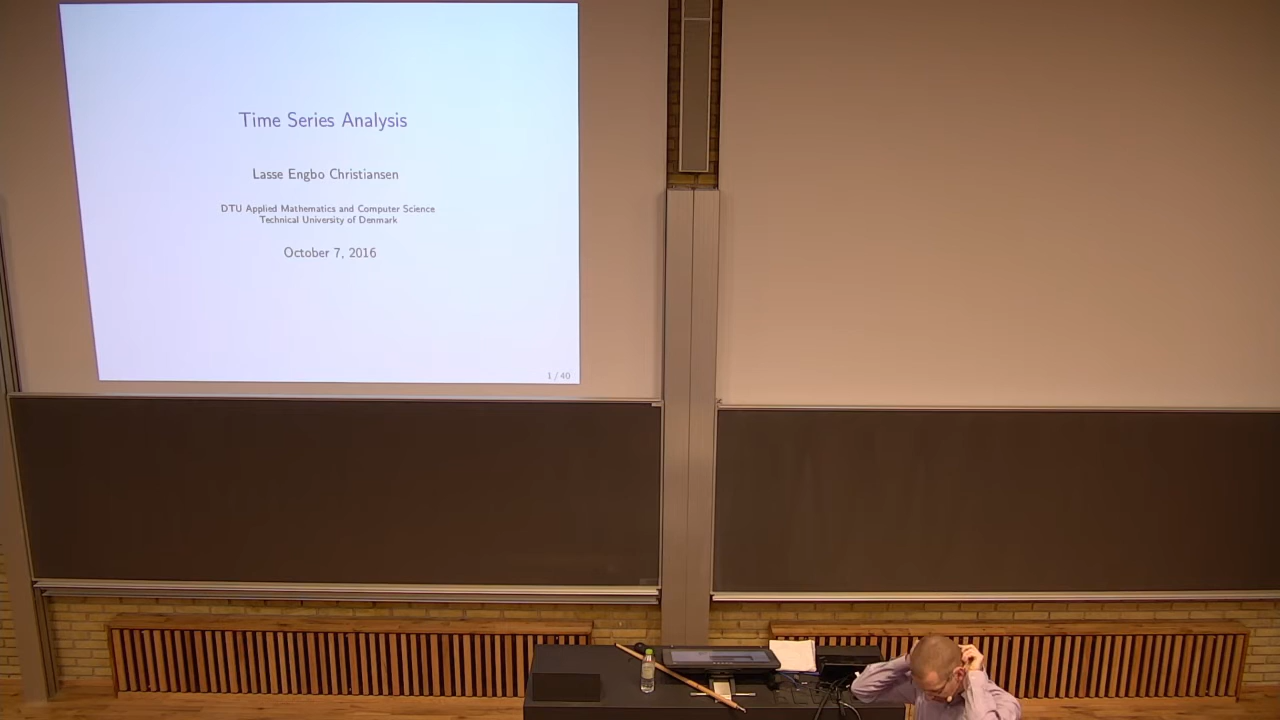 Time Series Analysis
Lasse Engbo Christiansen
DTU Applied Mathematics and Computer Science
Technical University of Denmark
October 7, 2016
1 / 40